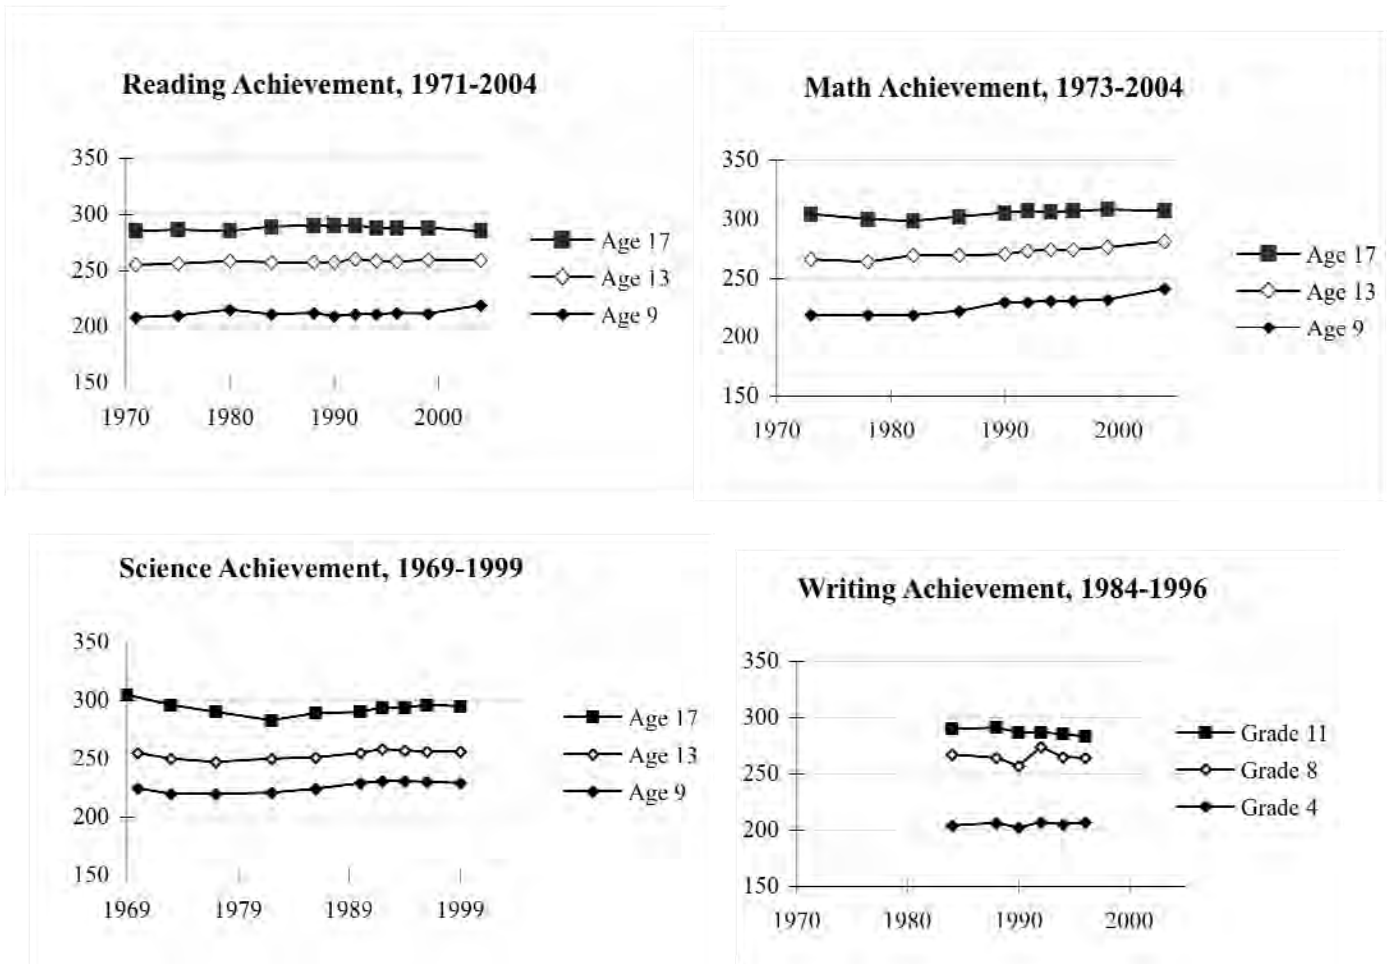 Reading Achievement, 1971-2004
350
300
250
200
150
1970 1980 1990 2000
Age 17
Age 13
Age 9
Math Achievement, 1973-2004
350
300
250
200
150
1970 1980 1990 2000
Age 17
Age 13
Age 9
Science Achievement, 1969-1999
350
300
250
200
150
1969 1979 1989 1999
Age 17
Age 13
Age 9
Writing Achievement, 1984-1996
350
300
250
200
150
1970 1980 1990 2000
Grade 11
Grade 8
Grade 4